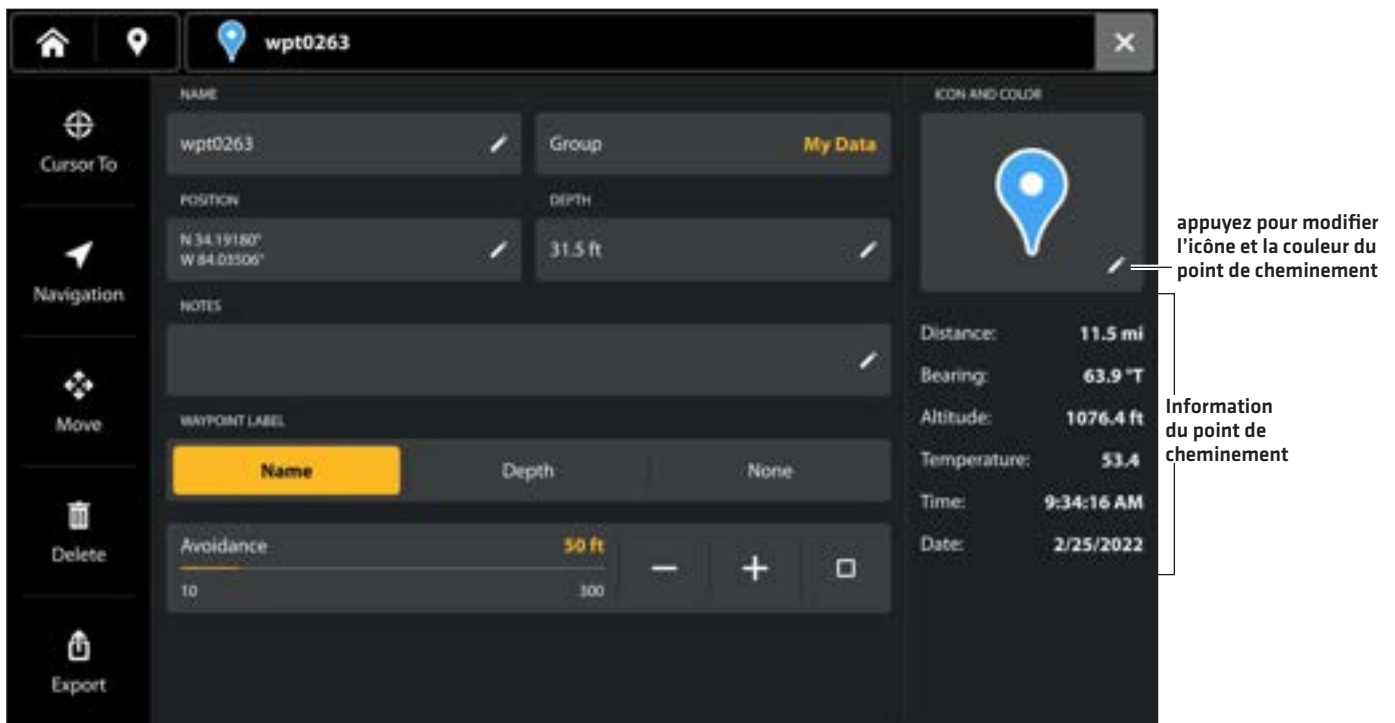 wpt0263
Cursor To
Navigation
Move
Delete
Export
NAME
wpt0263
Group My Data
POSITION
N 34.19180°
W 84.03506°
DEPTH
31.5 ft
NOTES
WAYPOINT LABEL
Name Depth None
Avoidance 50 ft
10 300
ICON AND COLOR
Distance: 11.5 mi
Bearing: 63.9 °T
Altitude: 1076.4 ft
Temperature: 53.4
Time: 9:34:16 AM
Date: 2/25/2022
appuyez pour modifier
l’icône et la couleur du
point de cheminement
Information
du point de
cheminement